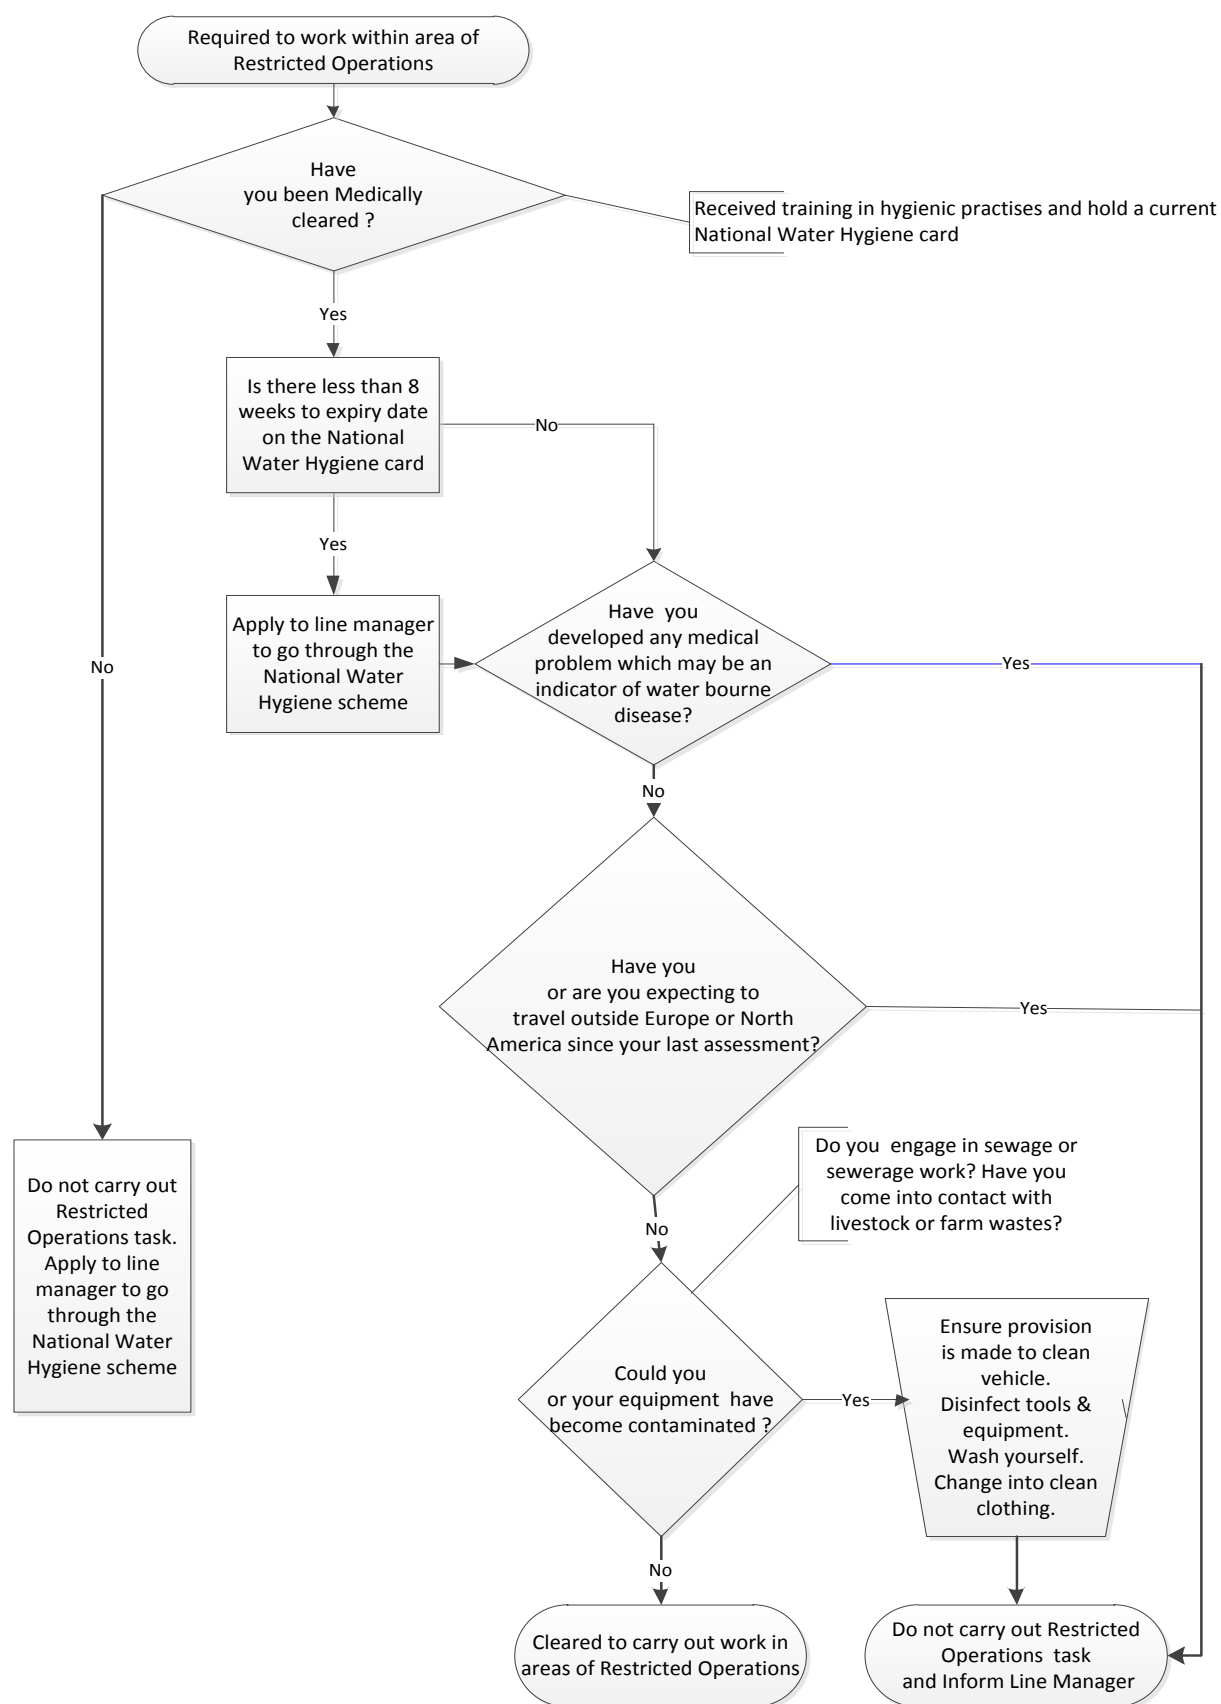 Required to work within area of
Restricted Operations
Have
you been Medically
cleared ?
Received training in hygienic practises and hold a current
National Water Hygiene card
Yes
Is there less than 8
weeks to expiry date
on the National
Water Hygiene card
No
Yes
Apply to line manager
to go through the
National Water
Hygiene scheme
Have you
developed any medical
problem which may be an
indicator of water bourne
disease?
No
Yes
No
Have you
or are you expecting to
travel outside Europe or North
America since your last assessment?
Yes
Do you engage in sewage or
sewerage work? Have you
come into contact with
livestock or farm wastes?
Do not carry out
Restricted
Operations task.
Apply to line
manager to go
through the
National Water
Hygiene scheme
No
Could you
or your equipment have
become contaminated ?
Yes
Ensure provision
is made to clean
vehicle.
Disinfect tools &
equipment.
Wash yourself.
Change into clean
clothing.
No
Cleared to carry out work in
areas of Restricted Operations
Do not carry out Restricted
Operations task
and Inform Line Manager